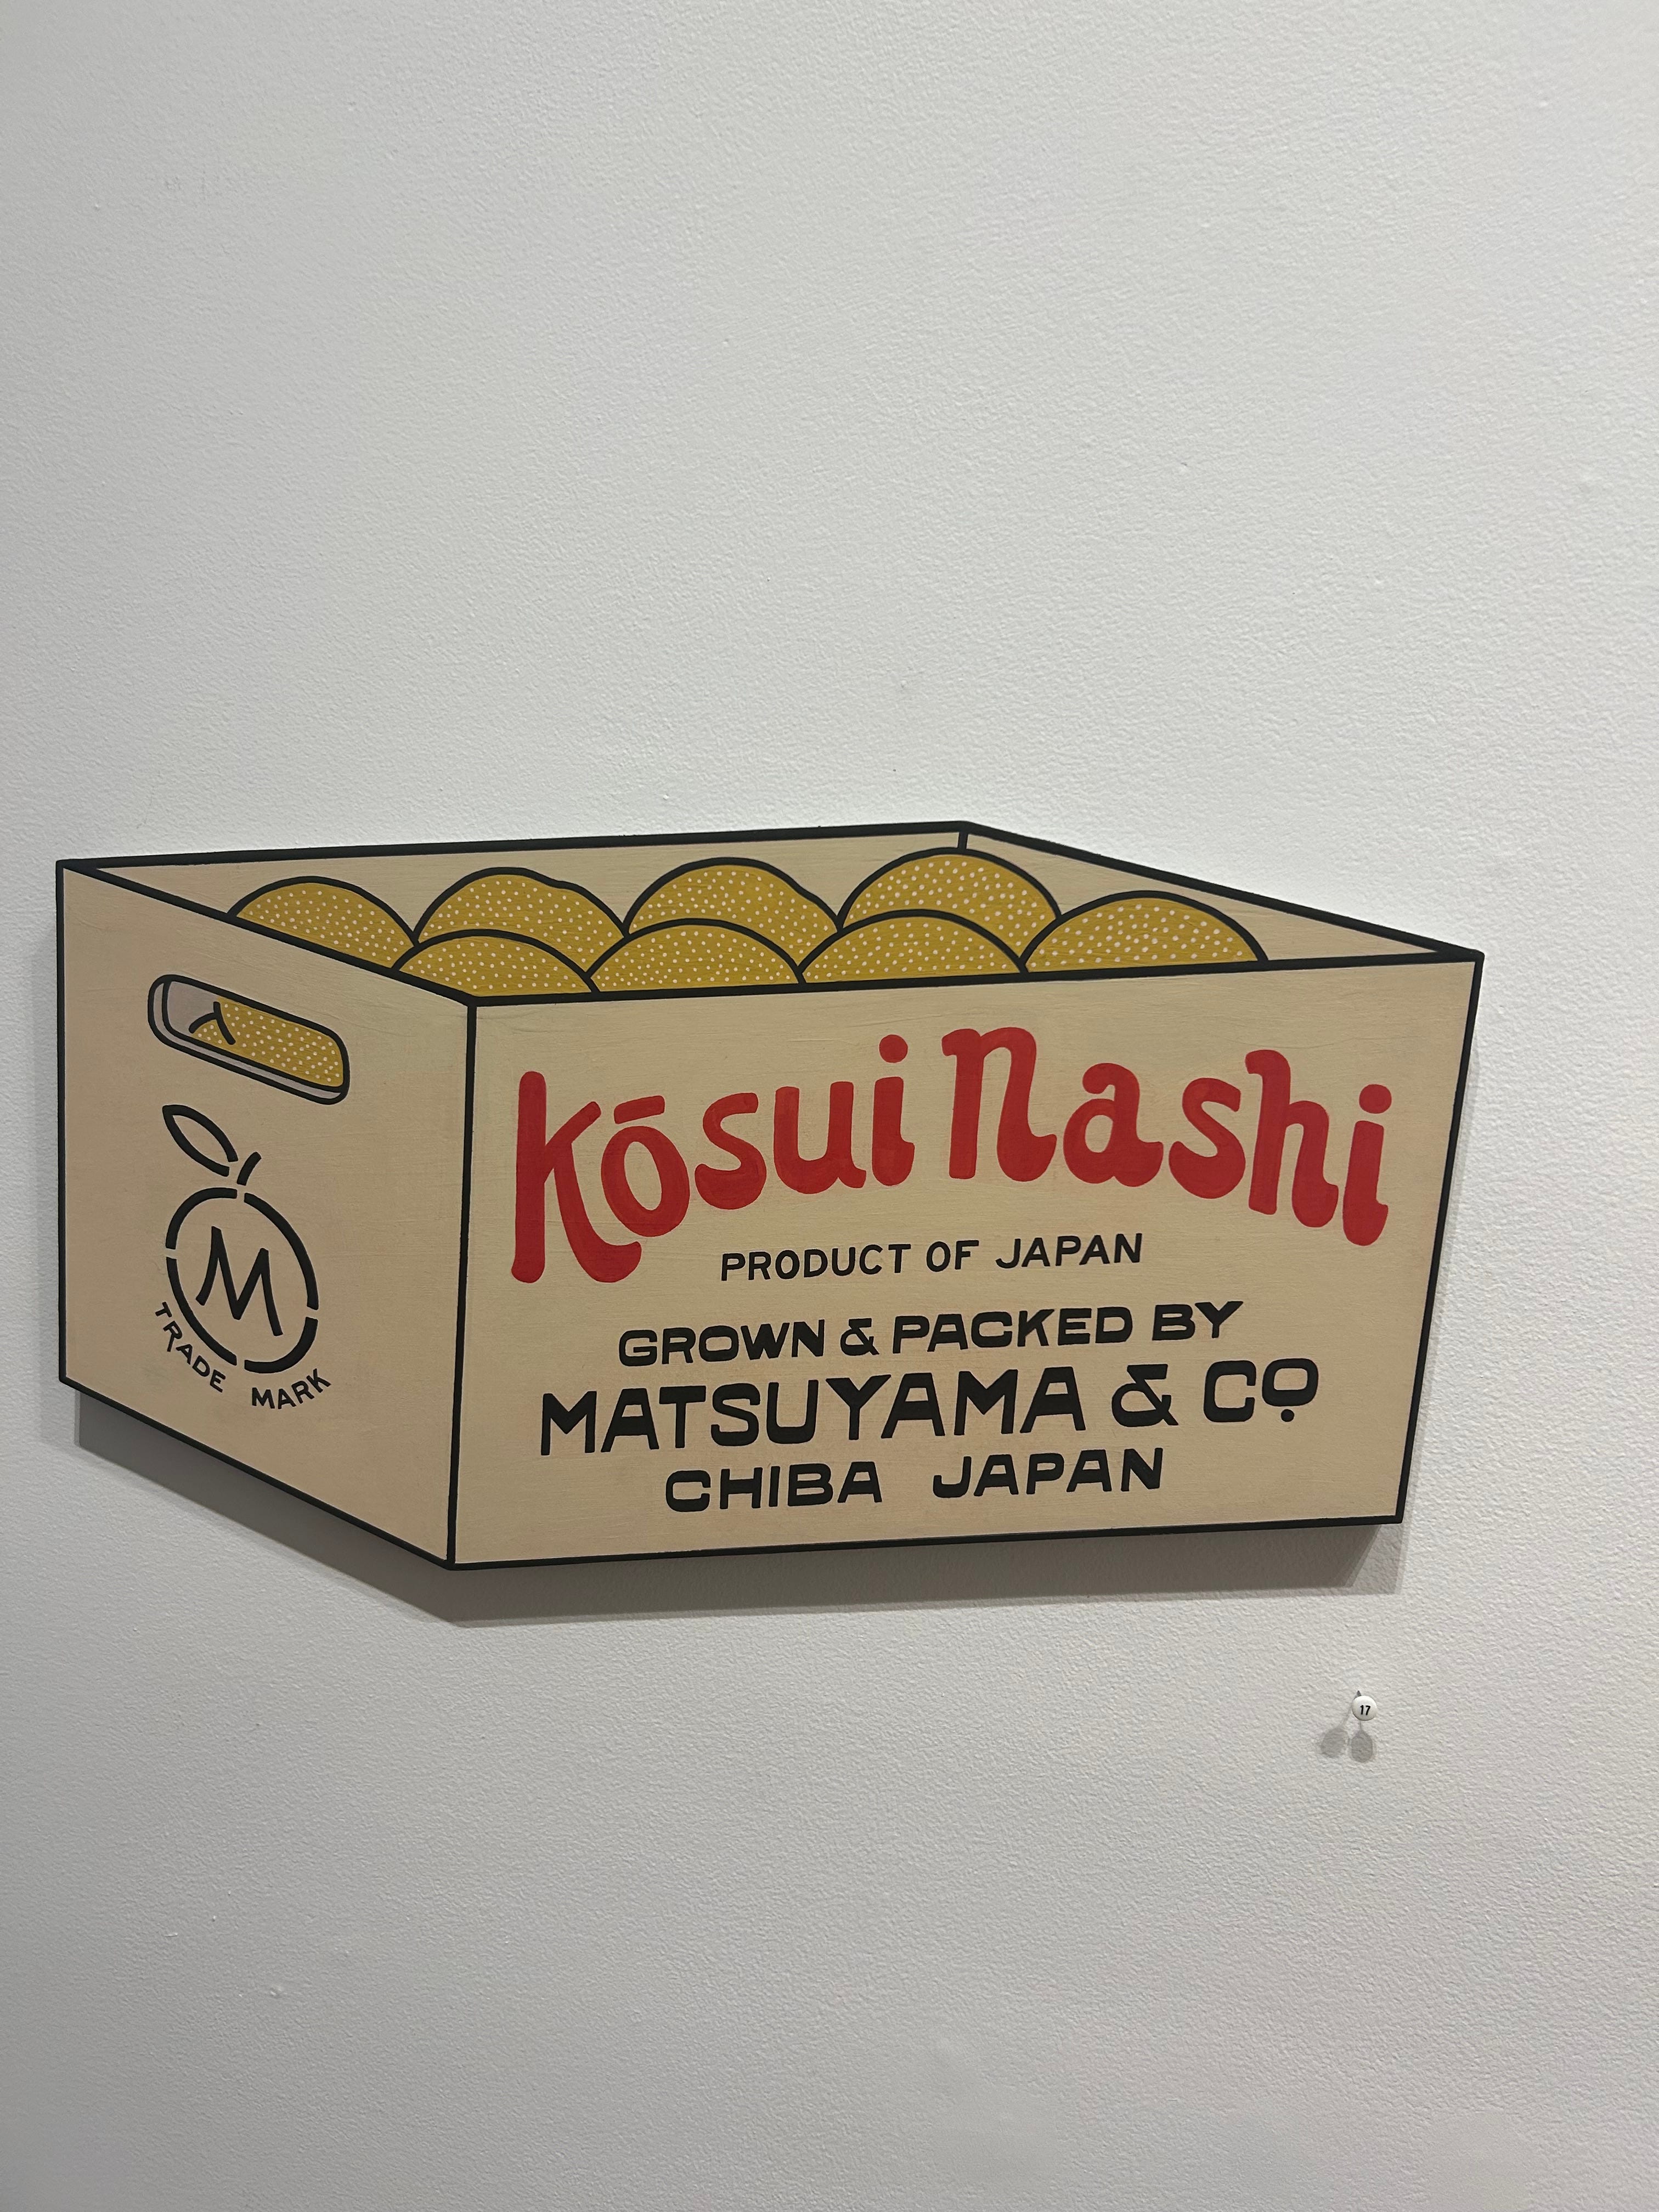 Kōsui Nashi
PRODUCT OF JAPAN
GROWN & PACKED BY
MATSUYAMA & Co
CHIBA JAPAN
M
TRADE MARK
17